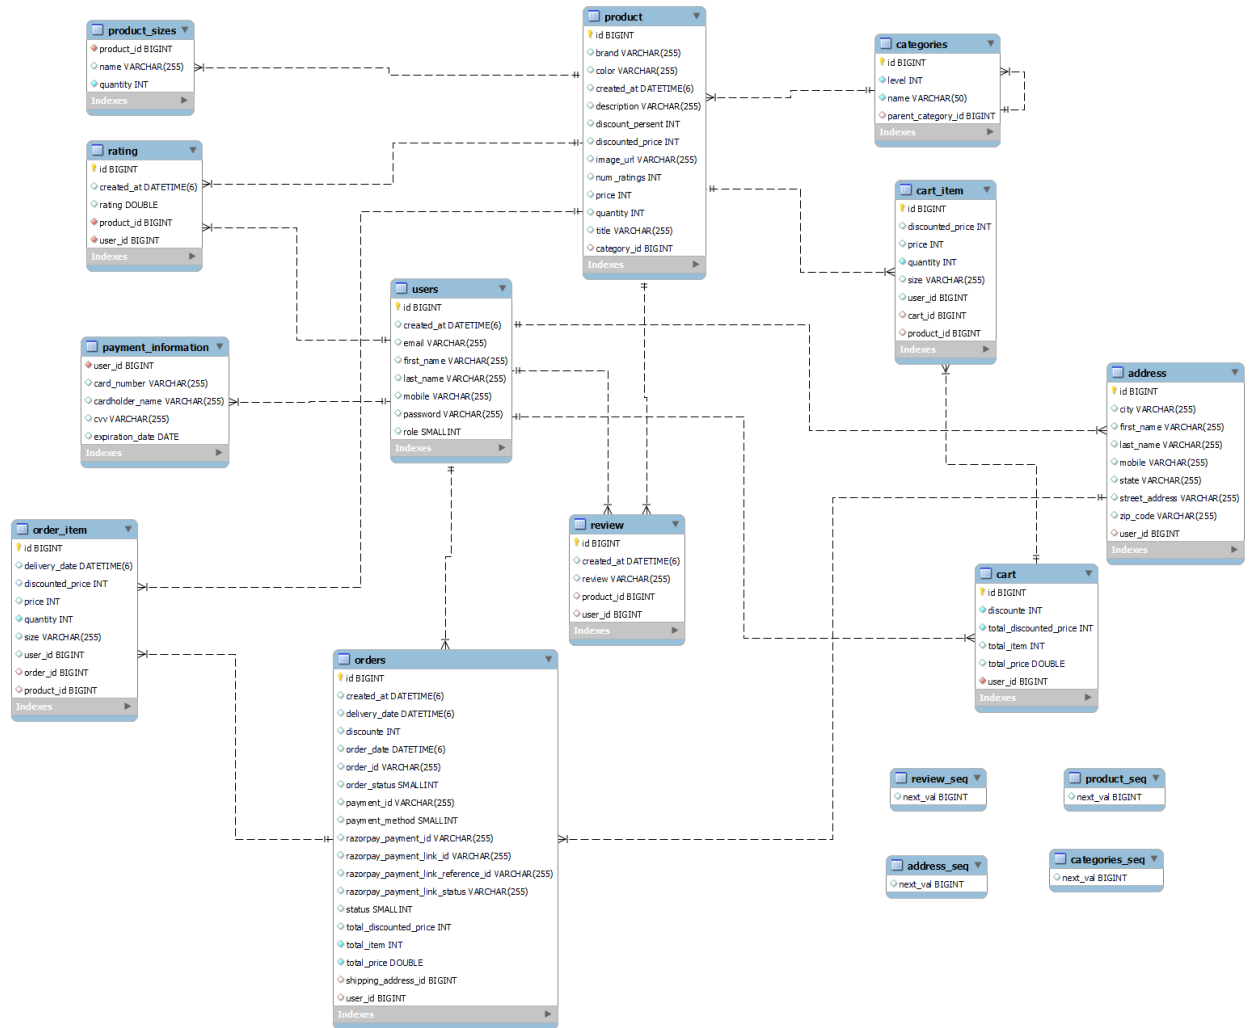 product_sizes
product_id BIGINT
name VARCHAR(255)
quantity INT
Indexes
rating
id BIGINT
created_at DATETIME(6)
rating DOUBLE
product_id BIGINT
user_id BIGINT
Indexes
payment_information
user_id BIGINT
card_number VARCHAR(255)
cardholder_name VARCHAR(255)
cvv VARCHAR(255)
expiration_date DATE
Indexes
order_item
id BIGINT
delivery_date DATETIME(6)
discounted_price INT
price INT
quantity INT
size VARCHAR(255)
user_id BIGINT
order_id BIGINT
product_id BIGINT
Indexes
users
id BIGINT
created_at DATETIME(6)
email VARCHAR(255)
first_name VARCHAR(255)
last_name VARCHAR(255)
mobile VARCHAR(255)
password VARCHAR(255)
role SMALLINT
Indexes
orders
id BIGINT
created_at DATETIME(6)
delivery_date DATETIME(6)
discounte INT
order_date DATETIME(6)
order_id VARCHAR(255)
order_status SMALLINT
payment_id VARCHAR(255)
payment_method SMALLINT
razorpay_payment_id VARCHAR(255)
razorpay_payment_link_id VARCHAR(255)
razorpay_payment_link_reference_id VARCHAR(255)
razorpay_payment_link_status VARCHAR(255)
status SMALLINT
total_discounted_price INT
total_item INT
total_price DOUBLE
shipping_address_id BIGINT
user_id BIGINT
Indexes
product
id BIGINT
brand VARCHAR(255)
color VARCHAR(255)
created_at DATETIME(6)
description VARCHAR(255)
discount_persent INT
discounted_price INT
image_url VARCHAR(255)
num_ratings INT
price INT
quantity INT
title VARCHAR(255)
category_id BIGINT
Indexes
review
id BIGINT
created_at DATETIME(6)
review VARCHAR(255)
product_id BIGINT
user_id BIGINT
Indexes
categories
id BIGINT
level INT
name VARCHAR(50)
parent_category_id BIGINT
Indexes
cart_item
id BIGINT
discounted_price INT
price INT
quantity INT
size VARCHAR(255)
user_id BIGINT
cart_id BIGINT
product_id BIGINT
Indexes
address
id BIGINT
city VARCHAR(255)
first_name VARCHAR(255)
last_name VARCHAR(255)
mobile VARCHAR(255)
state VARCHAR(255)
street_address VARCHAR(255)
zip_code VARCHAR(255)
user_id BIGINT
Indexes
cart
id BIGINT
discounte INT
total_discounted_price INT
total_item INT
total_price DOUBLE
user_id BIGINT
Indexes
review_seq
next_val BIGINT
product_seq
next_val BIGINT
address_seq
next_val BIGINT
categories_seq
next_val BIGINT